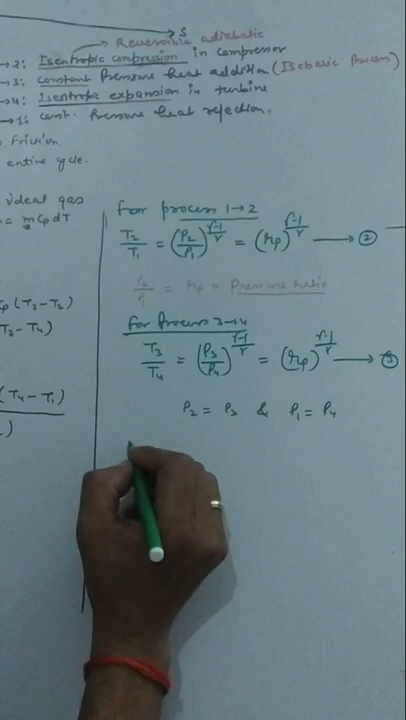 S
Reversible adiabatic
→2: Isentropic compression in compressor
→3: Constant Pressure heat addition (Isobaric Process)
→4: Isentropic expansion in turbine
→1: const. Pressure heat rejection.
friction.
entire cycle.
ideal gas
= m Cp dT
Cp (T3 - T2)
T3 - T4)
(T4 - T1)
)
For process 1→2
T2/T1 = (P2/P1)^(γ-1/γ) = (rp)^(γ-1/γ) → ②
P2/P1 = rp = Pressure ratio
For Process 3→4
T3/T4 = (P3/P4)^(γ-1/γ) = (rp)^(γ-1/γ) → ③
P2 = P3 & P1 = P4